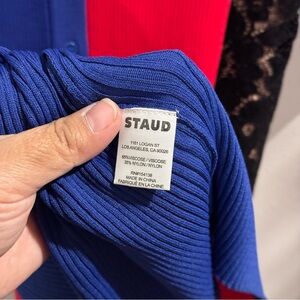 STAUD
1161 LOGAN ST
LOS ANGELES, CA 90026
65% VISCOSE / VISCOSE
35% NYLON / NYLON
RN#154138
MADE IN CHINA
FABRIQUÉ EN LA CHINE